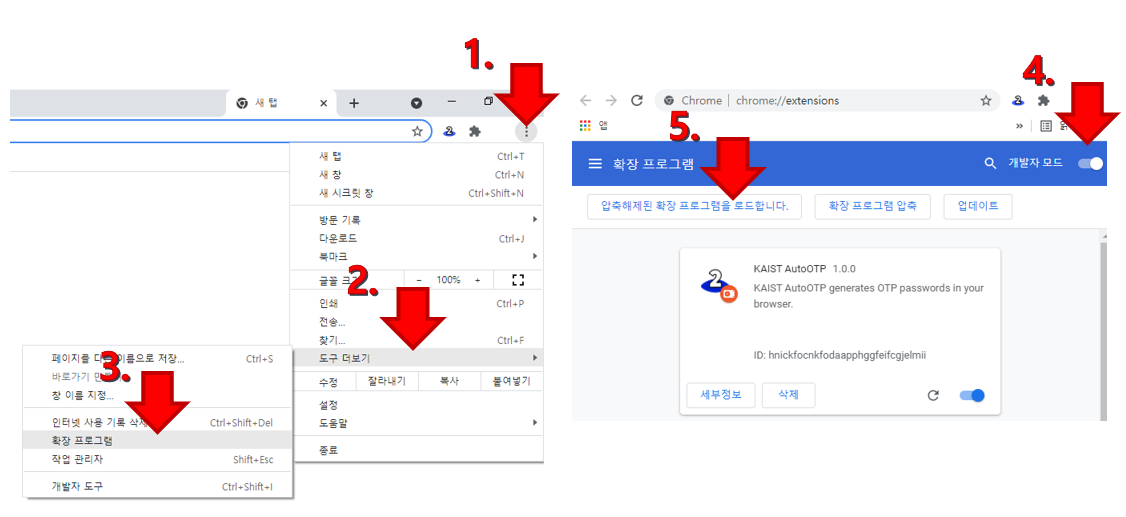 1.
새 탭
새 탭 Ctrl+T
새 창 Ctrl+N
새 시크릿 창 Ctrl+Shift+N
방문 기록
다운로드 Ctrl+J
북마크
글꼴 크 - 100% +
2.
인쇄 Ctrl+P
전송...
찾기... Ctrl+F
도구 더보기
수정 잘라내기 복사 붙여넣기
설정
도움말
종료
3.
페이지를 다 이름으로 저장... Ctrl+S
바로가기 만
창 이름 지정...
인터넷 사용 기록 삭제 Ctrl+Shift+Del
확장 프로그램
작업 관리자 Shift+Esc
개발자 도구 Ctrl+Shift+I
4.
Chrome | chrome://extensions
앱 »
5.
확장 프로그램 개발자 모드
압축해제된 확장 프로그램을 로드합니다. 확장 프로그램 압축 업데이트
KAIST AutoOTP 1.0.0
KAIST AutoOTP generates OTP passwords in your
browser.
ID: hnickfocnkfodaapphggfeifcgjelmii
세부정보 삭제